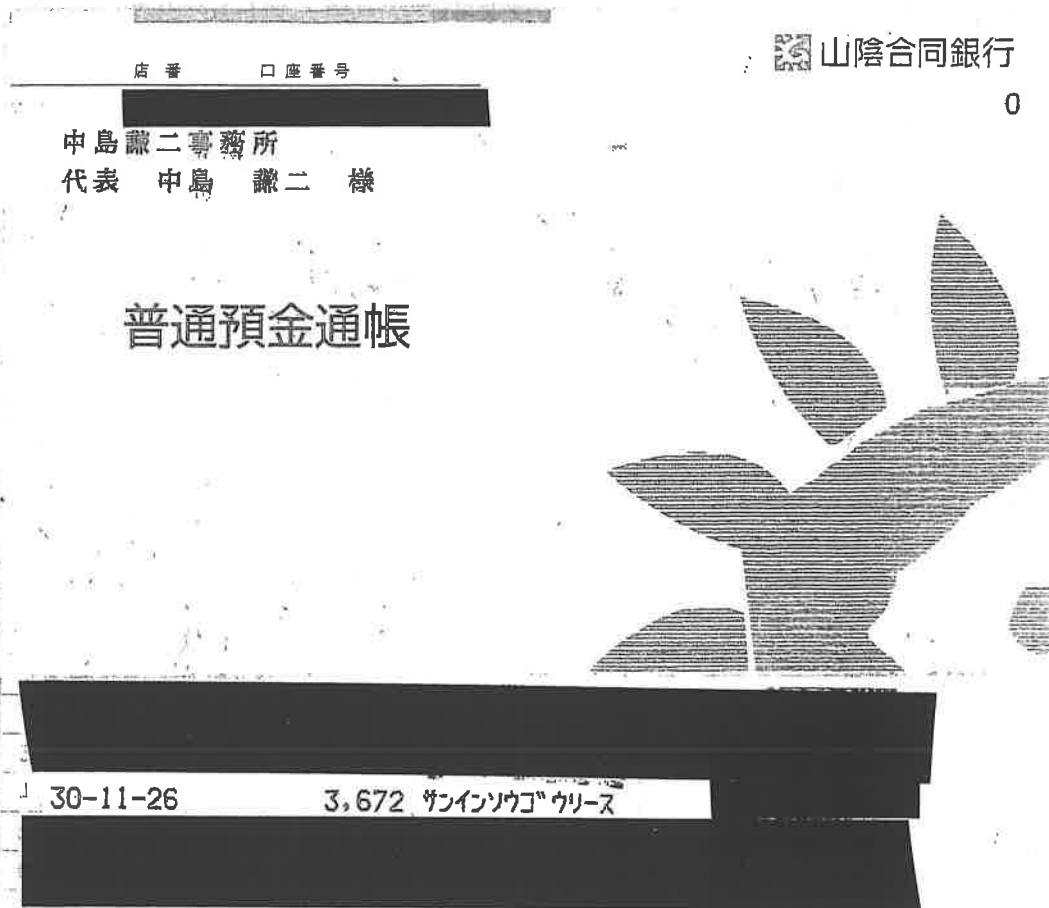 山陰合同銀行
0
店番 口座番号
中島謙二事務所
代表 中島 謙二 様
普通預金通帳
30-11-26 3,672 サンインソウゴウリース